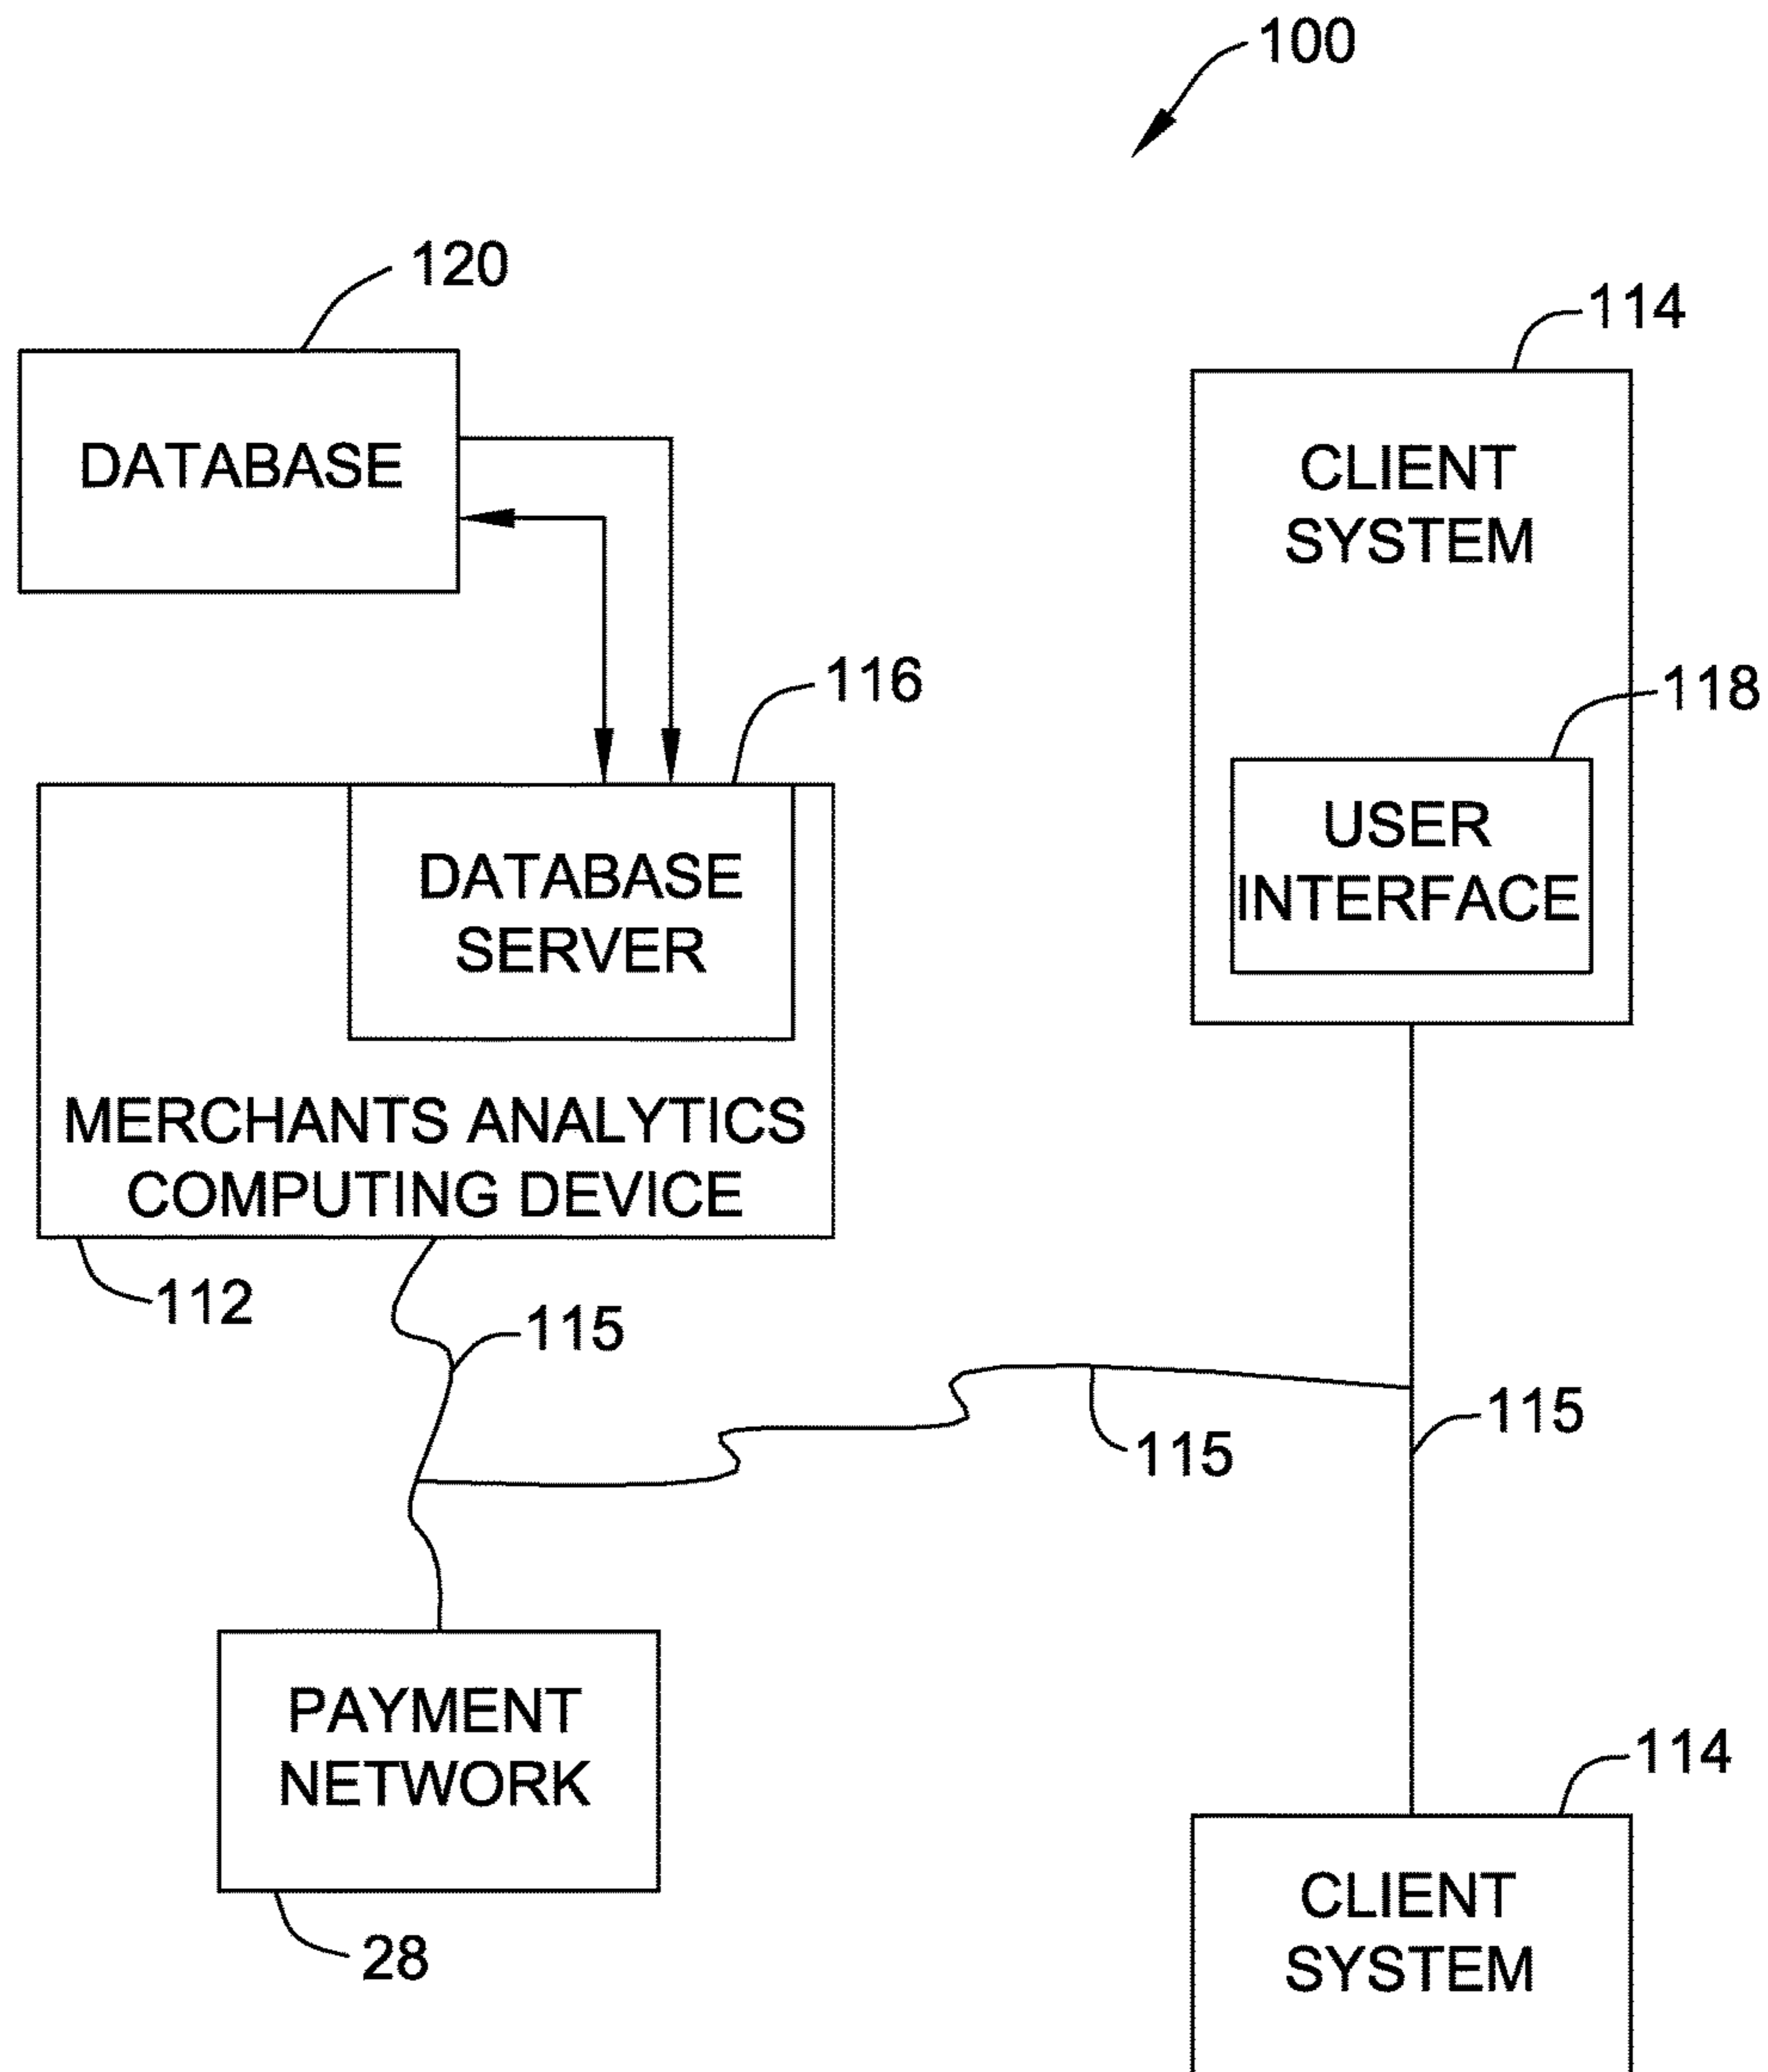 100
120
DATABASE
114
CLIENT
SYSTEM
116
118
USER
INTERFACE
DATABASE
SERVER
MERCHANTS ANALYTICS
COMPUTING DEVICE
112
115
115
115
PAYMENT
NETWORK
28
114
CLIENT
SYSTEM